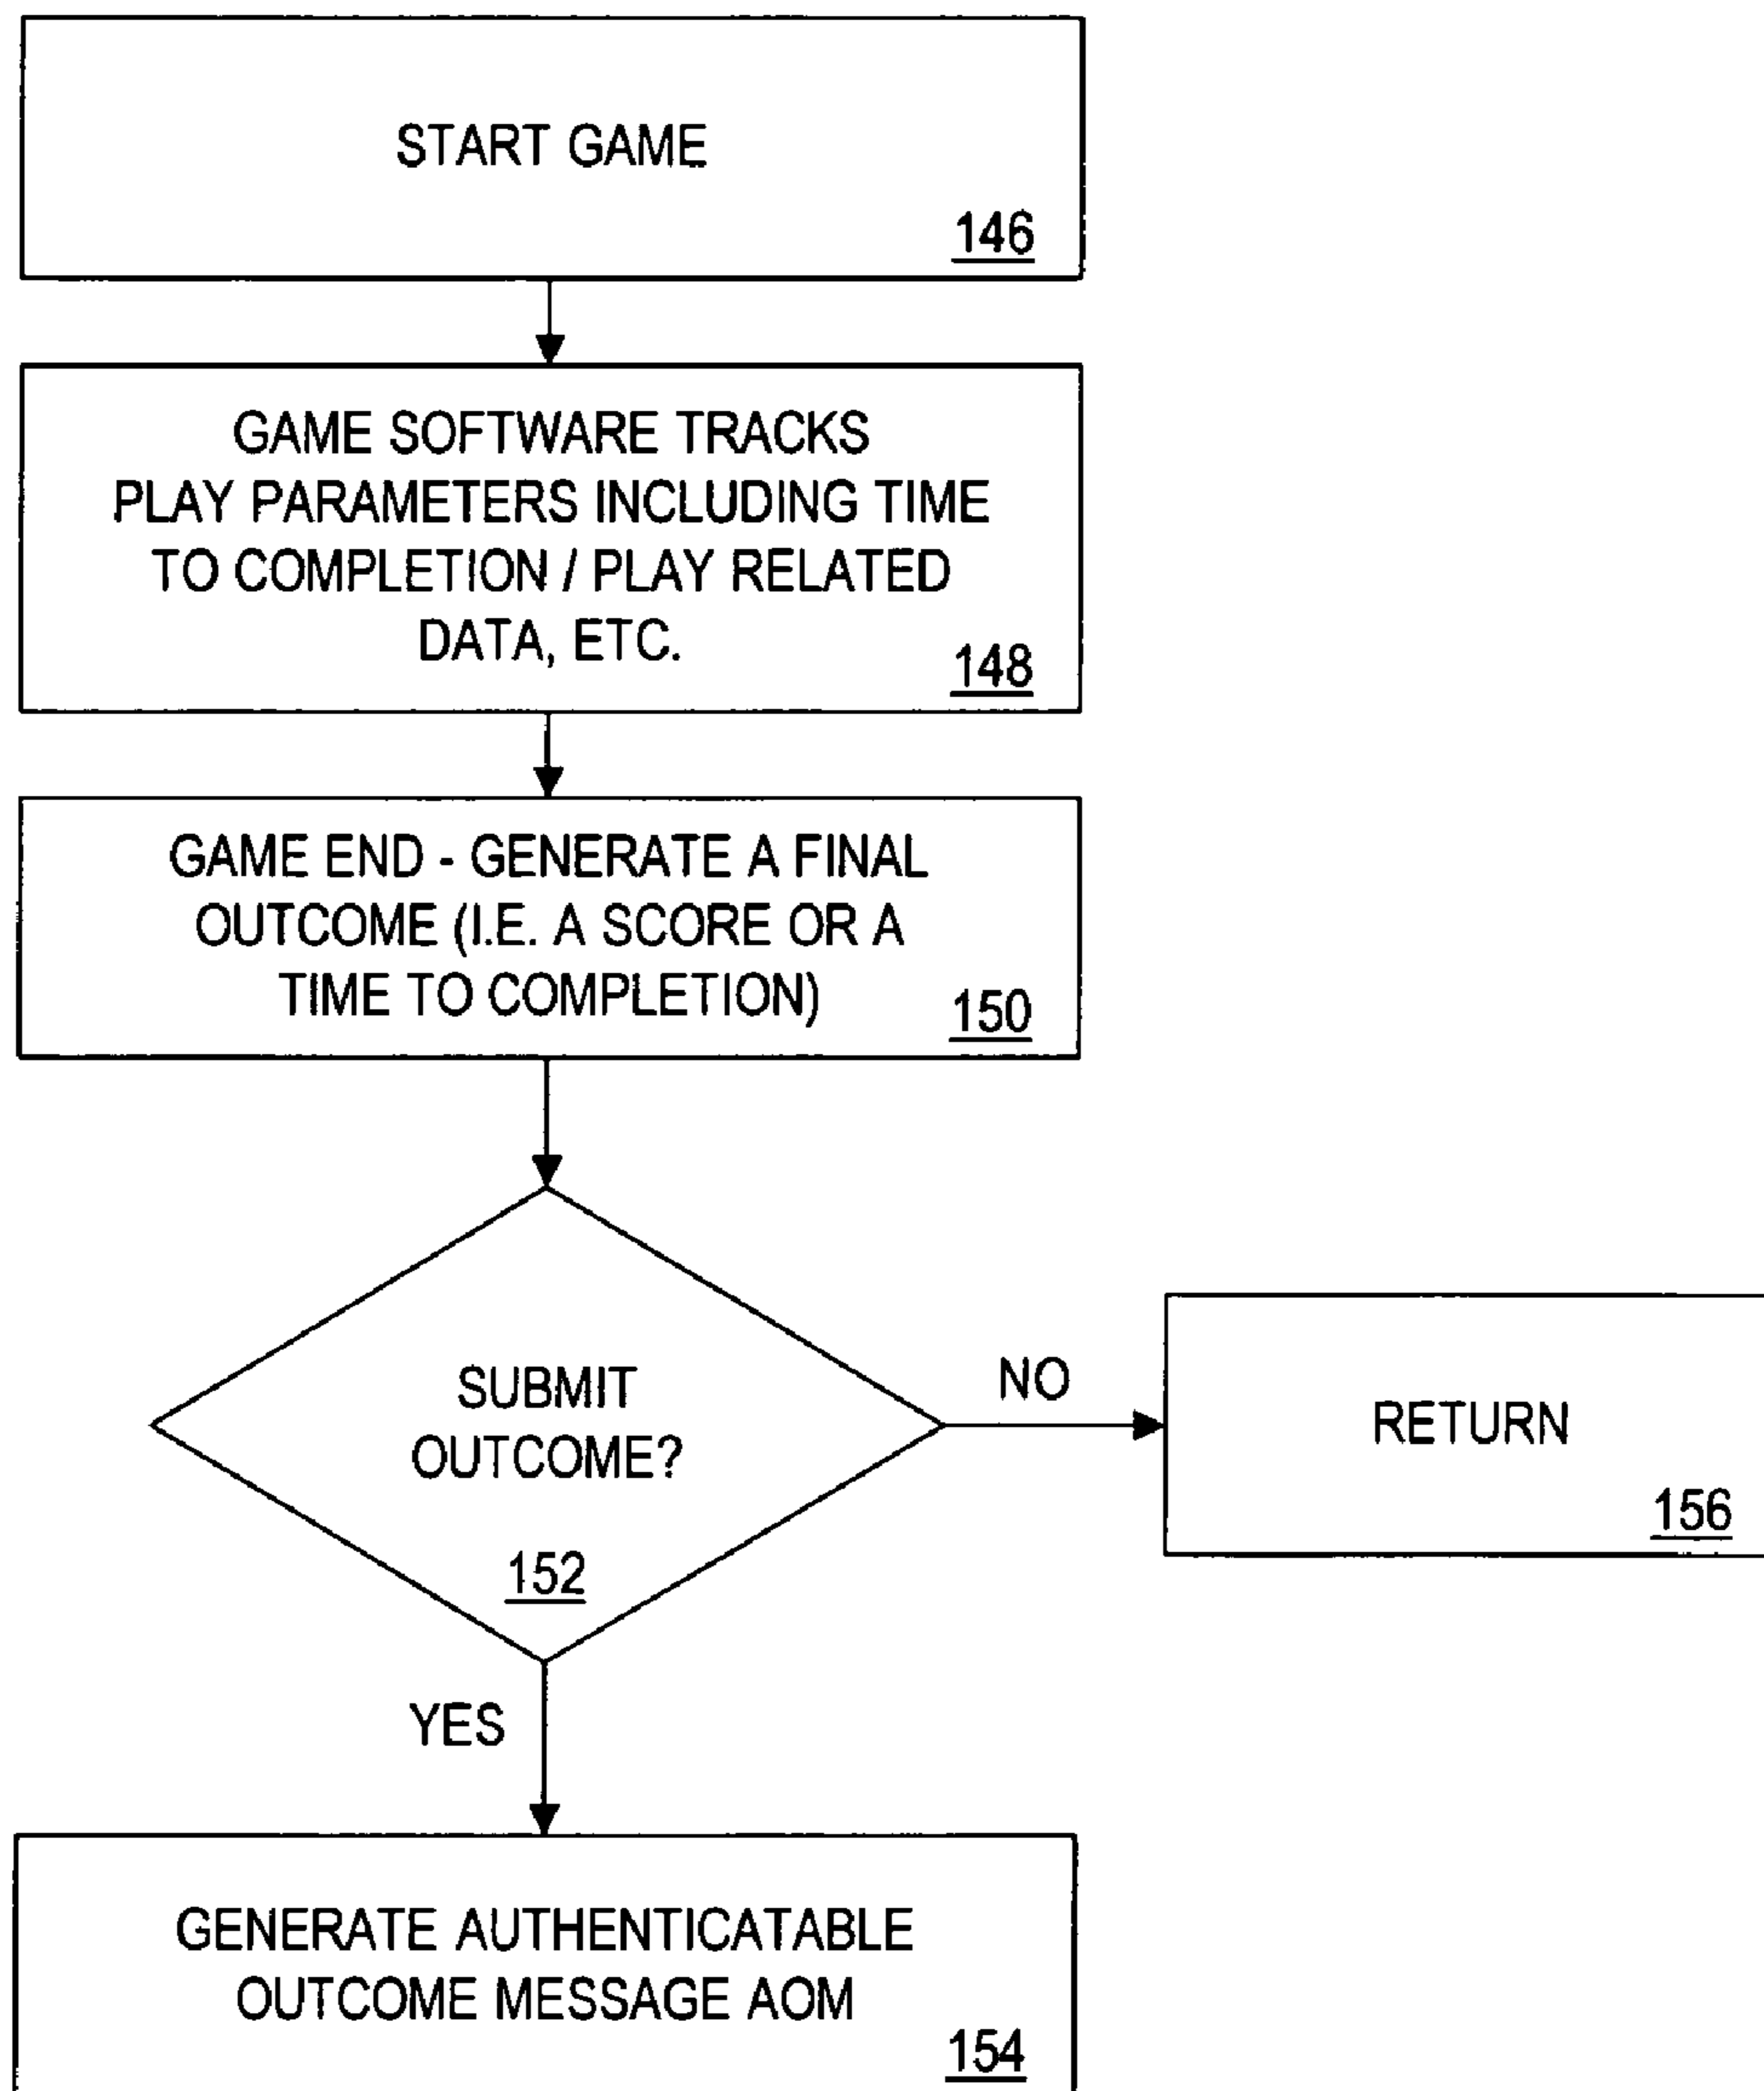 START GAME
146
GAME SOFTWARE TRACKS
PLAY PARAMETERS INCLUDING TIME
TO COMPLETION / PLAY RELATED
DATA, ETC.
148
GAME END - GENERATE A FINAL
OUTCOME (I.E. A SCORE OR A
TIME TO COMPLETION)
150
SUBMIT
OUTCOME?
152
NO
RETURN
156
YES
GENERATE AUTHENTICATABLE
OUTCOME MESSAGE AOM
154